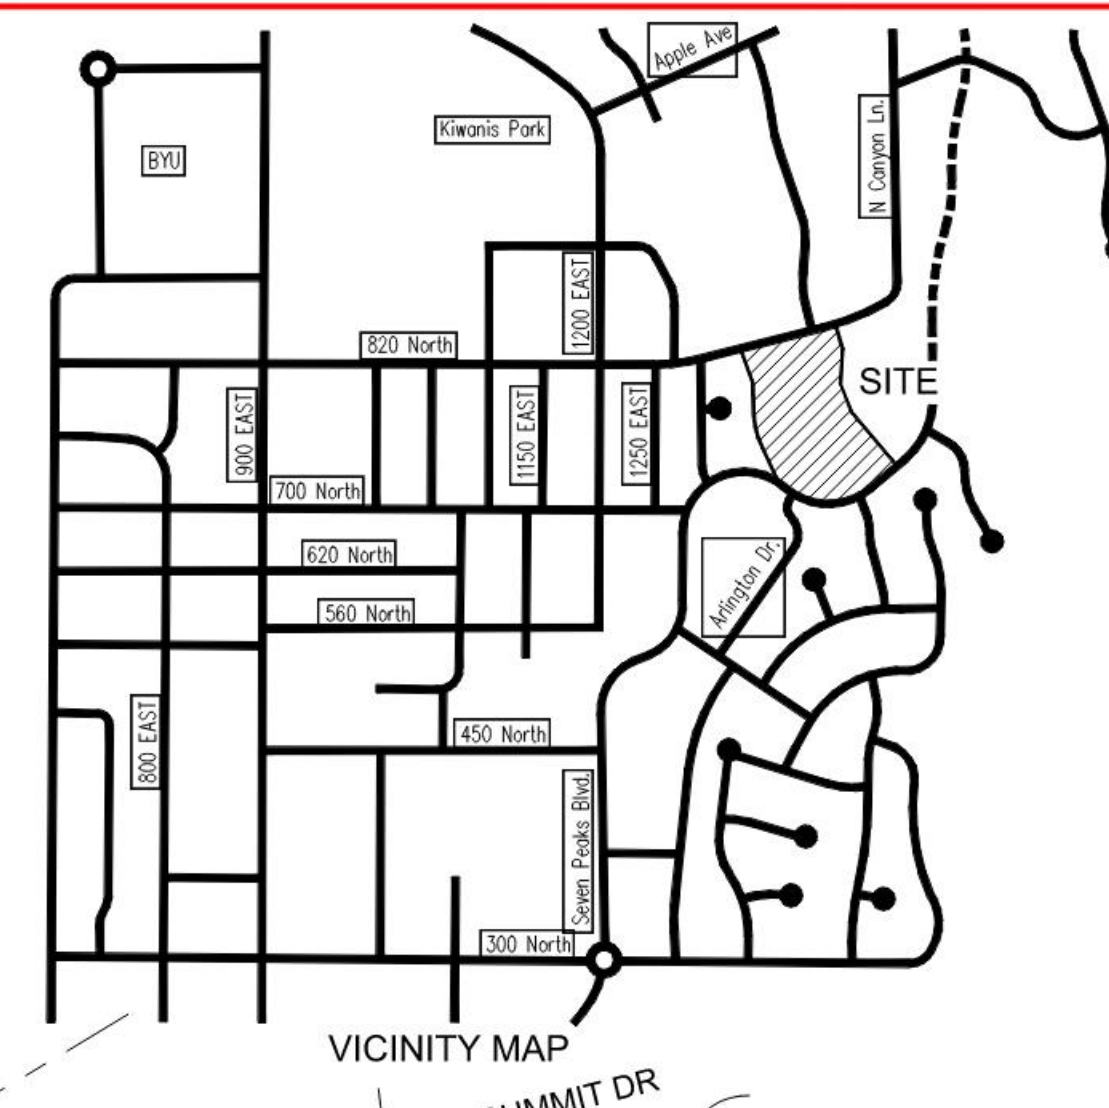 Apple Ave
Kiwanis Park
BYU
N Canyon Ln.
1200 EAST
820 North
SITE
900 EAST
1150 EAST
1250 EAST
700 North
620 North
Arlington Dr.
560 North
800 EAST
450 North
Seven Peaks Blvd.
300 North
VICINITY MAP
DR